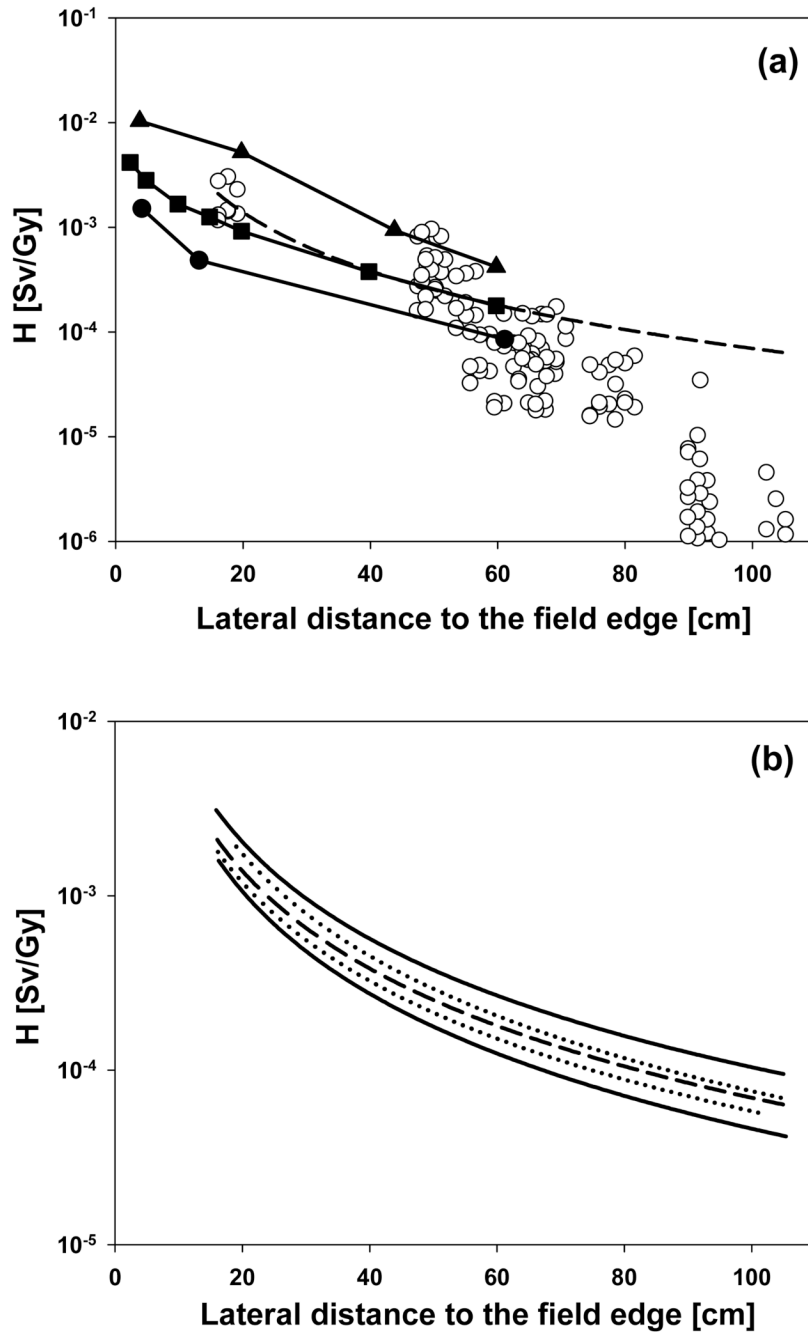 10-1
(a)
10-2
10-3
H [Sv/Gy]
10-4
10-5
10-6
0 20 40 60 80 100
Lateral distance to the field edge [cm]
10-2
(b)
10-3
H [Sv/Gy]
10-4
10-5
0 20 40 60 80 100
Lateral distance to the field edge [cm]